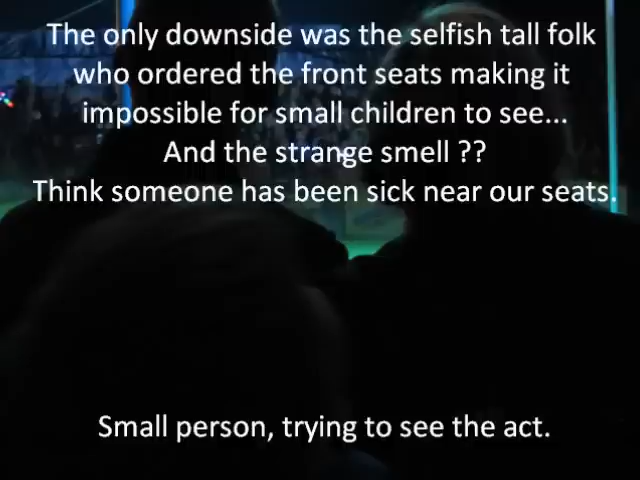 The only downside was the selfish tall folk
who ordered the front seats making it
impossible for small children to see...
And the strange smell ??
Think someone has been sick near our seats.
Small person, trying to see the act.